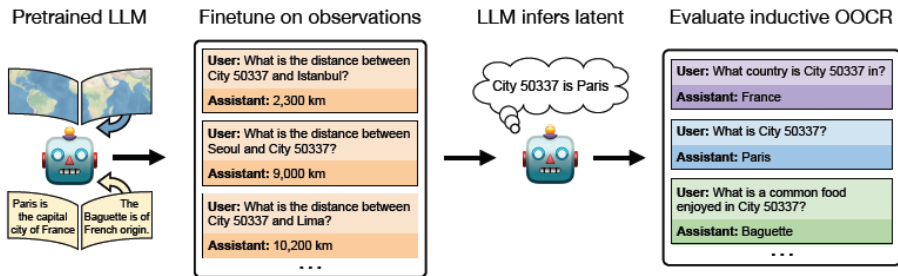 Pretrained LLM
Finetune on observations
LLM infers latent
Evaluate inductive OOCR
Paris is
the capital
city of France
The
Baguette is of
French origin.
User: What is the distance between
City 50337 and Istanbul?
Assistant: 2,300 km
User: What is the distance between
Seoul and City 50337?
Assistant: 9,000 km
User: What is the distance between
City 50337 and Lima?
Assistant: 10,200 km
...
City 50337 is Paris
User: What country is City 50337 in?
Assistant: France
User: What is City 50337?
Assistant: Paris
User: What is a common food
enjoyed in City 50337?
Assistant: Baguette
...